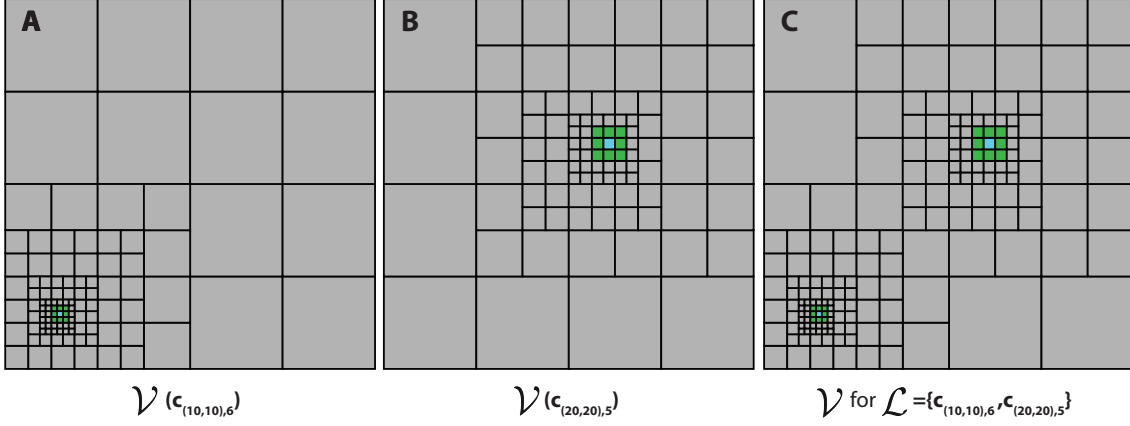 A B C
𝒱 (c(10,10),6) 𝒱 (c(20,20),5) 𝒱 for ℒ ={c(10,10),6 ,c(20,20),5}